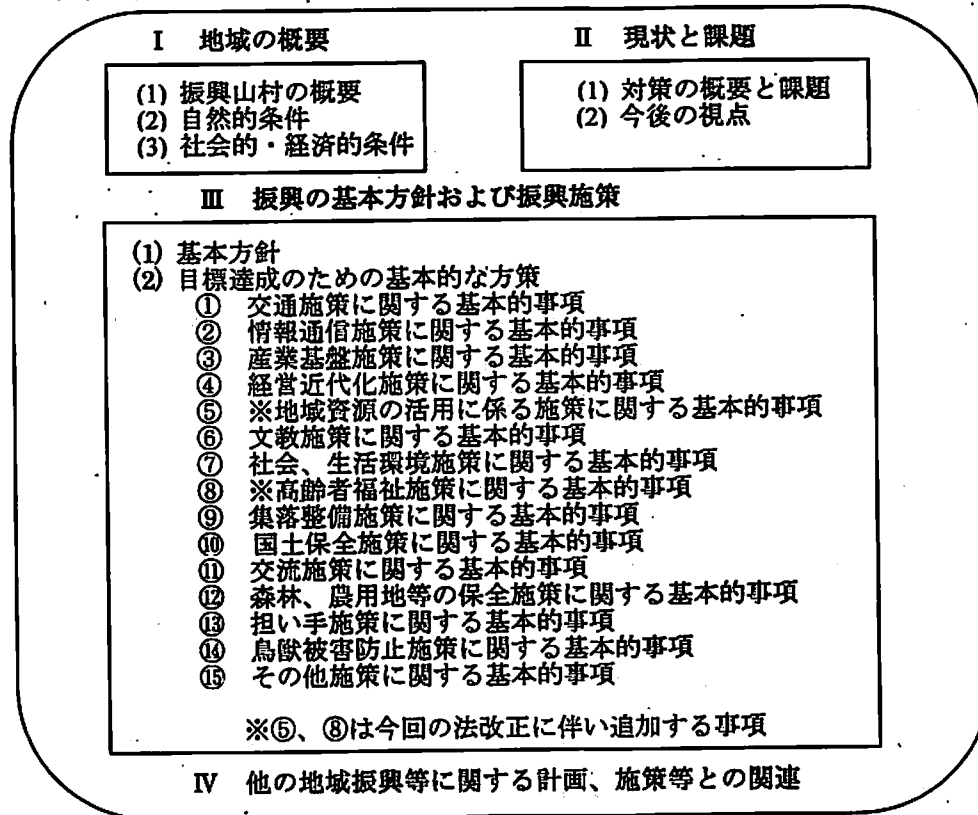 Ⅰ 地域の概要
(1) 振興山村の概要
(2) 自然的条件
(3) 社会的・経済的条件
Ⅱ 現状と課題
(1) 対策の概要と課題
(2) 今後の視点
Ⅲ 振興の基本方針および振興施策
(1) 基本方針
(2) 目標達成のための基本的な方策
① 交通施策に関する基本的事項
② 情報通信施策に関する基本的事項
③ 産業基盤施策に関する基本的事項
④ 経営近代化施策に関する基本的事項
⑤ ※地域資源の活用に係る施策に関する基本的事項
⑥ 文教施策に関する基本的事項
⑦ 社会、生活環境施策に関する基本的事項
⑧ ※高齢者福祉施策に関する基本的事項
⑨ 集落整備施策に関する基本的事項
⑩ 国土保全施策に関する基本的事項
⑪ 交流施策に関する基本的事項
⑫ 森林、農用地等の保全施策に関する基本的事項
⑬ 担い手施策に関する基本的事項
⑭ 鳥獣被害防止施策に関する基本的事項
⑮ その他施策に関する基本的事項
※⑤、⑧は今回の法改正に伴い追加する事項
Ⅳ 他の地域振興等に関する計画、施策等との関連